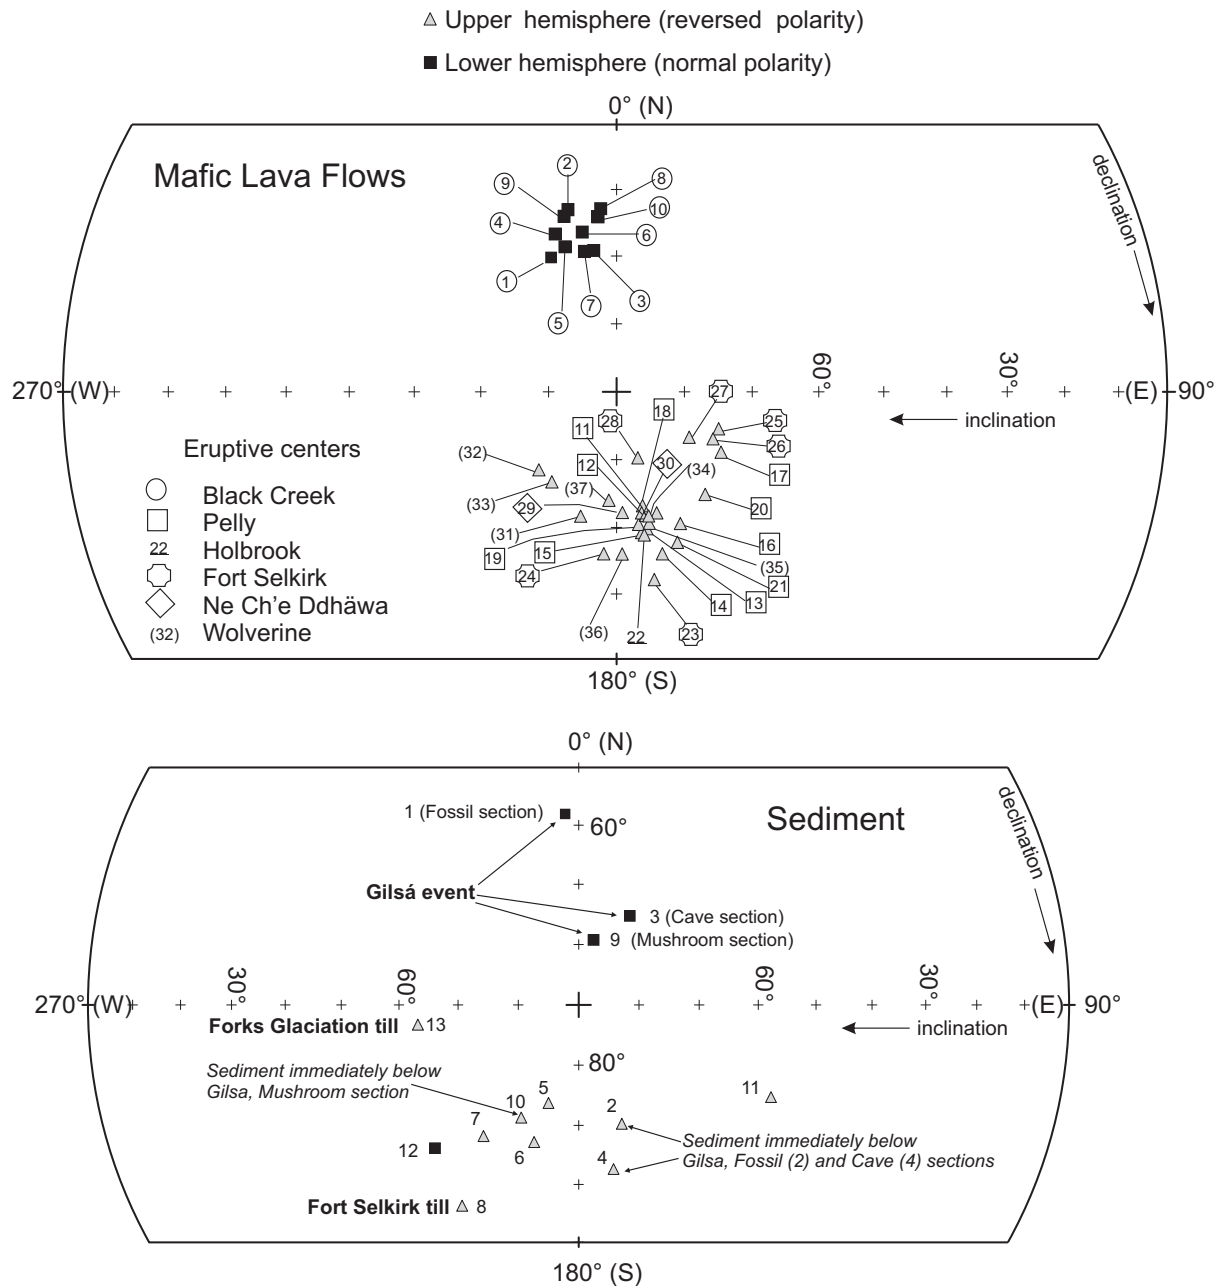 Upper hemisphere (reversed polarity)
Lower hemisphere (normal polarity)
0° (N)
Mafic Lava Flows
declination
2
9
8
10
4
6
1
7
3
5
60°
30°
270° (W)
(E) 90°
inclination
27
18
28
25
11
26
Eruptive centers
(32)
12
30
(34)
17
(37)
Black Creek
(33)
29
20
Pelly
(31)
22 Holbrook
19
15
16
(35)
Fort Selkirk
24
21
Ne Ch'e Ddhäwa
14
13
(32) Wolverine
(36)
22
23
180° (S)
0° (N)
1 (Fossil section)
60°
Sediment
declination
Gilsá event
3 (Cave section)
9 (Mushroom section)
30°
60°
60°
30°
270° (W)
(E) 90°
Forks Glaciation till 13
inclination
Sediment immediately below
Gilsa, Mushroom section
80°
5
11
10
2
7
12
6
4
Sediment immediately below
Gilsa, Fossil (2) and Cave (4) sections
Fort Selkirk till 8
180° (S)